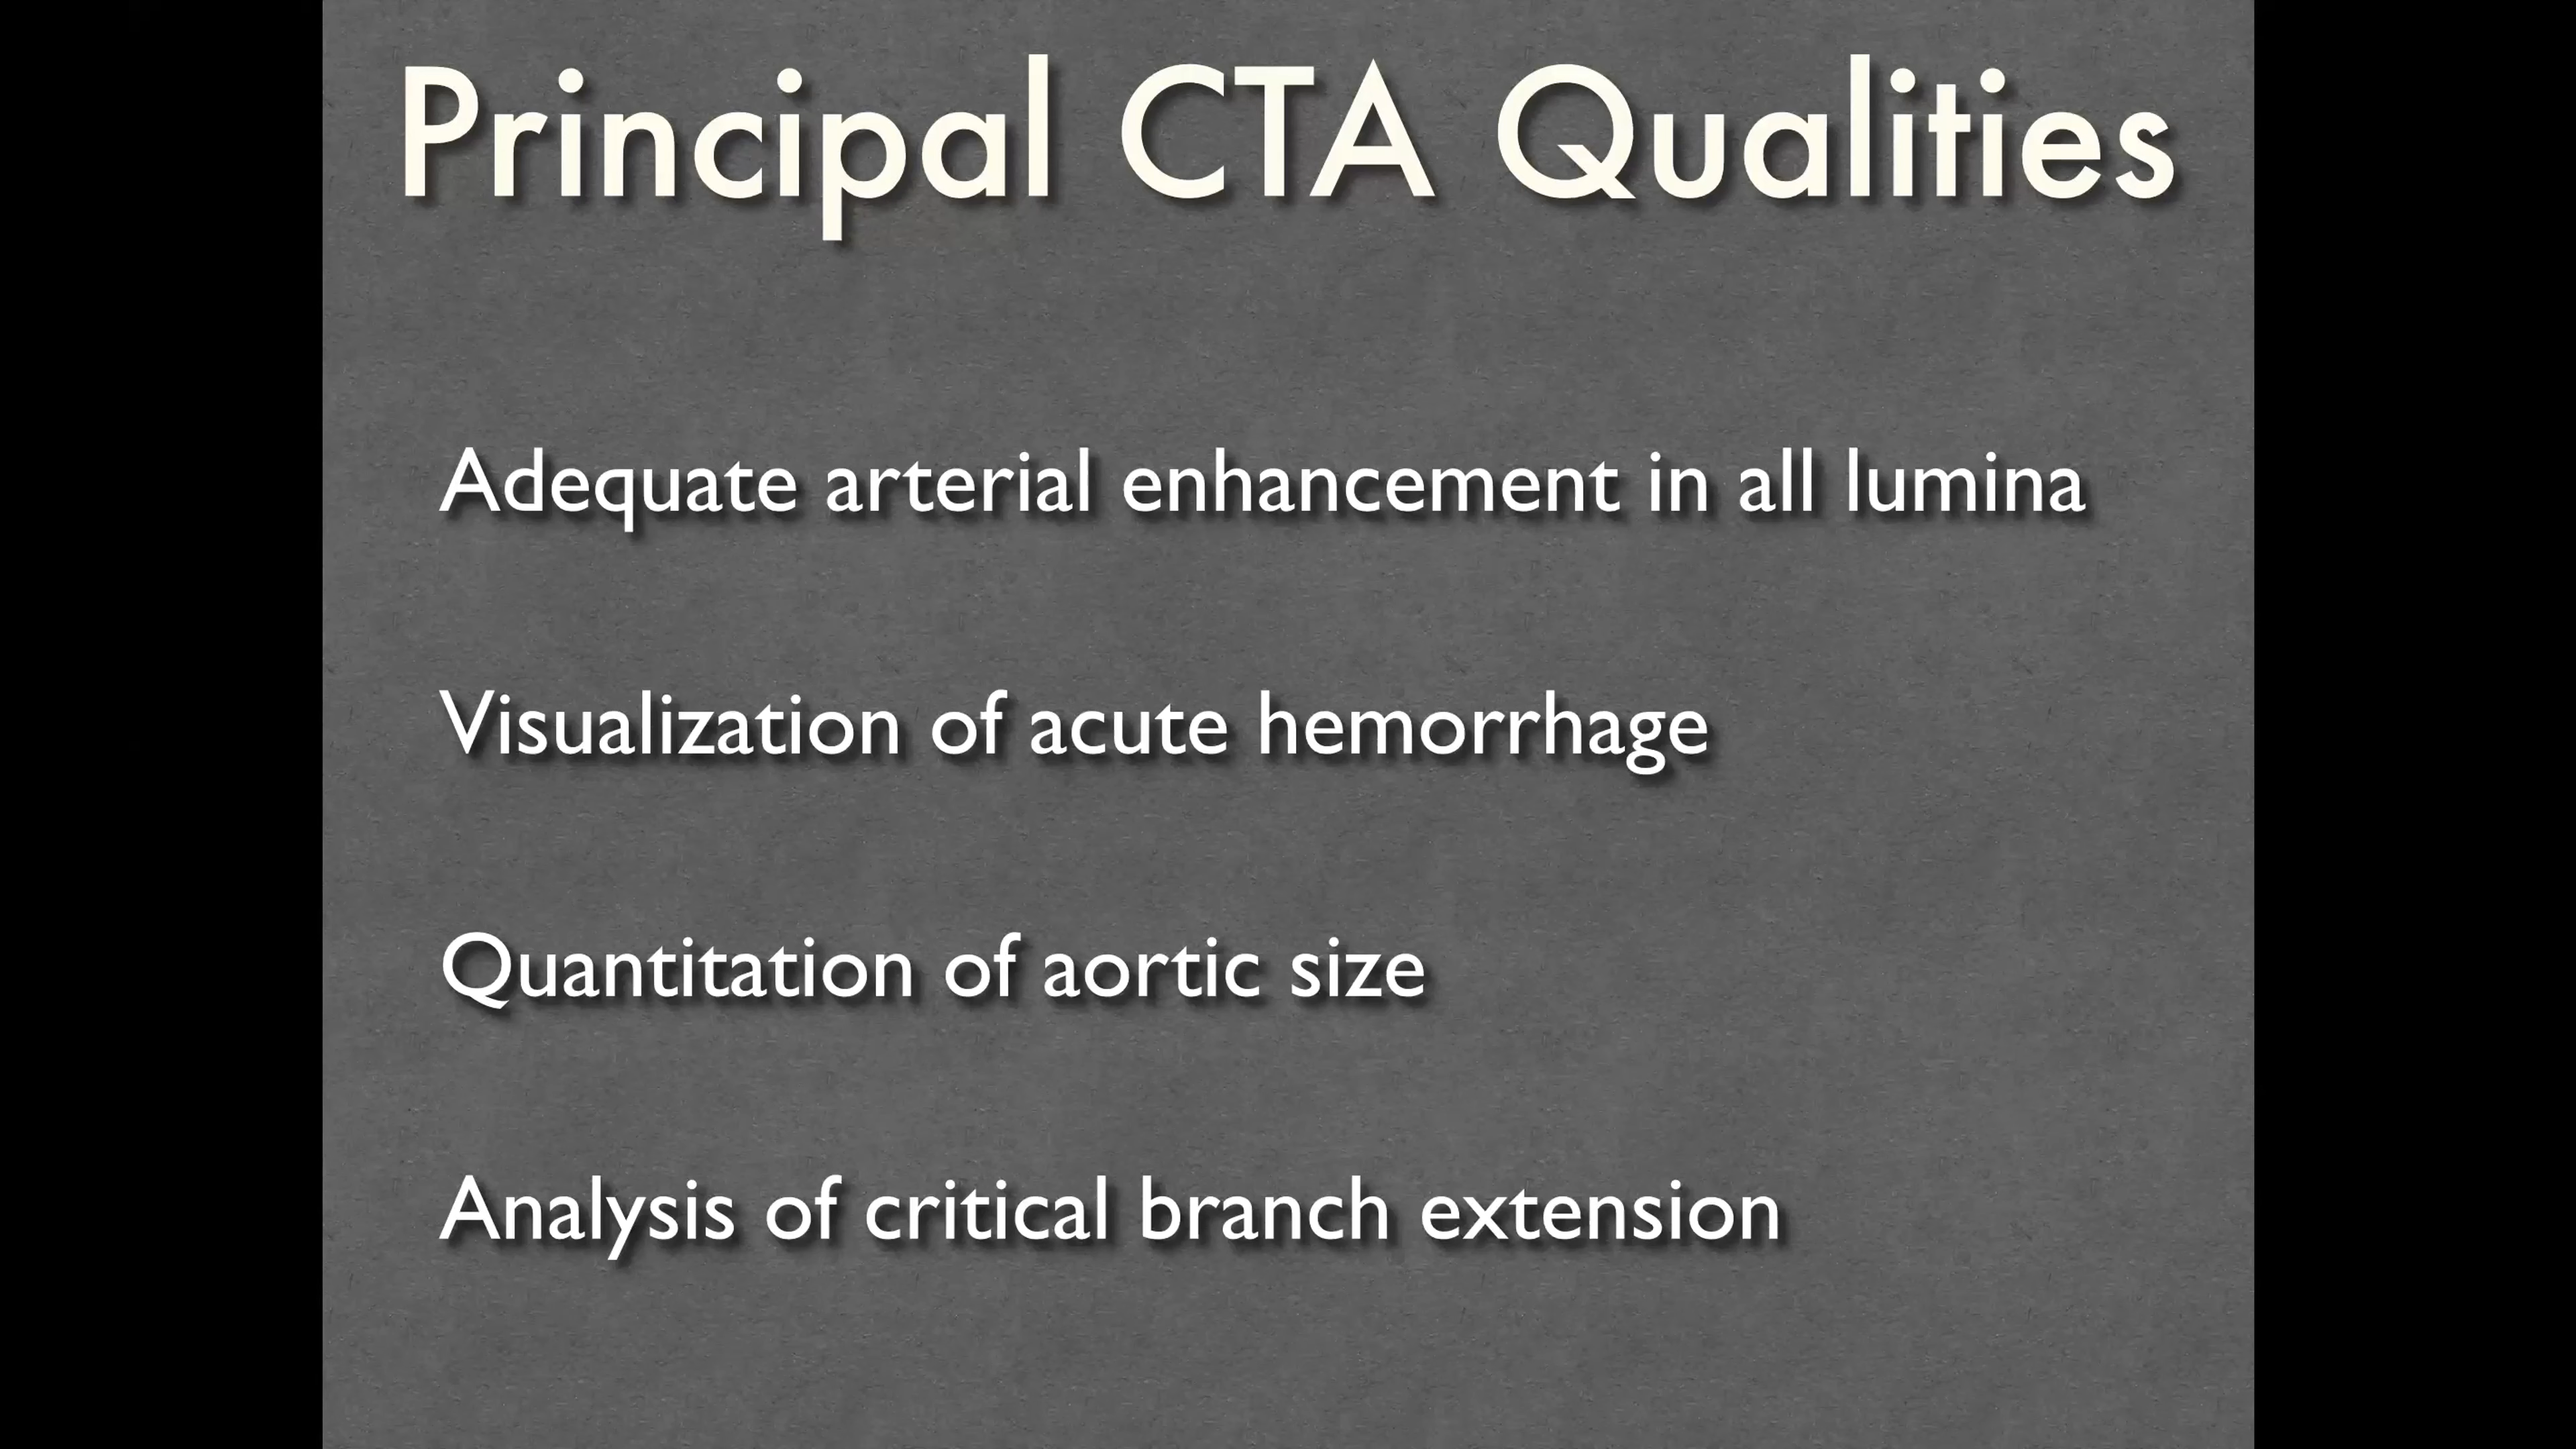 Principal CTA Qualities
Adequate arterial enhancement in all lumina
Visualization of acute hemorrhage
Quantitation of aortic size
Analysis of critical branch extension